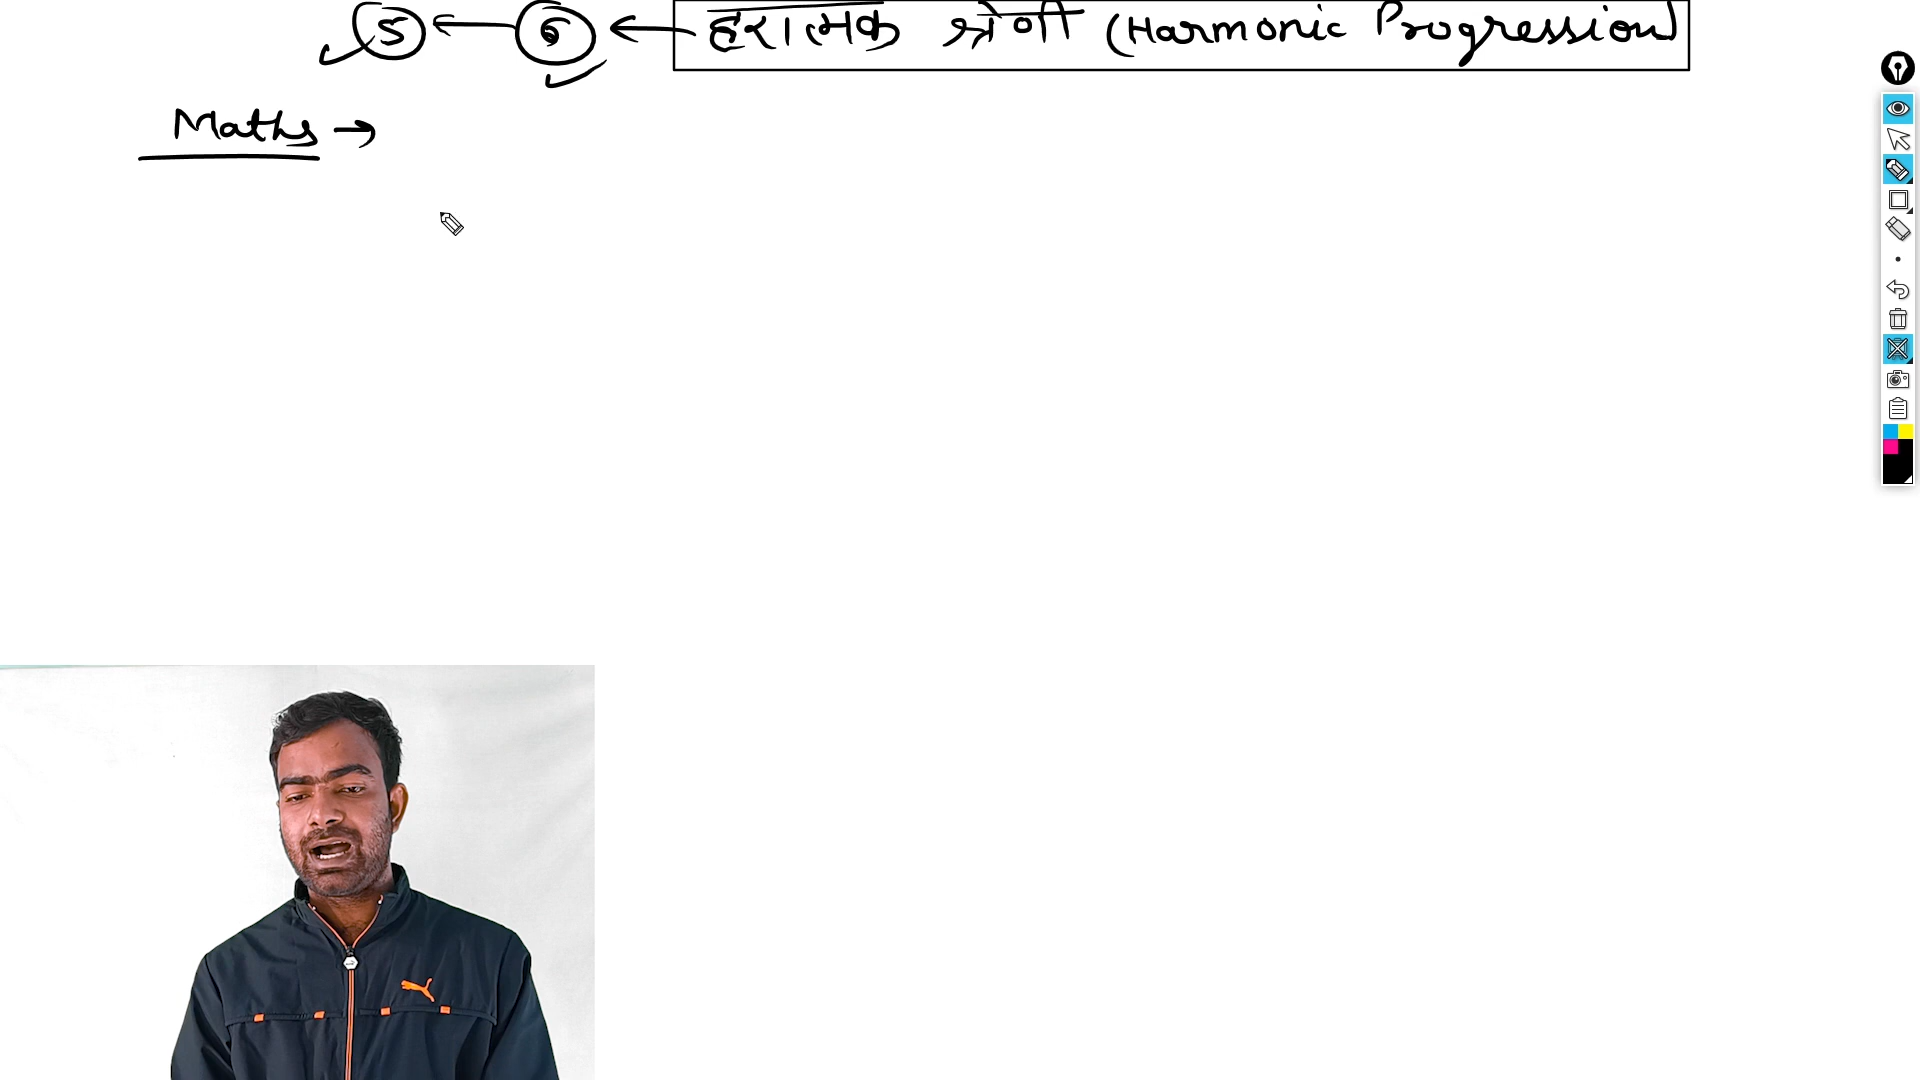 5 ← 6 ← हरात्मक श्रेणी (Harmonic Progression)
Maths →